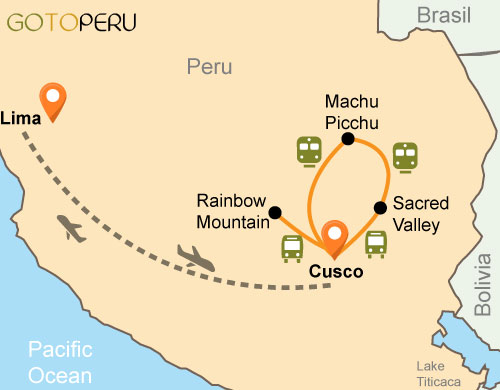 GOTOPERU
Brasil
Peru
Lima
Machu
Picchu
Rainbow
Mountain
Sacred
Valley
Cusco
Bolivia
Pacific
Ocean
Lake
Titicaca